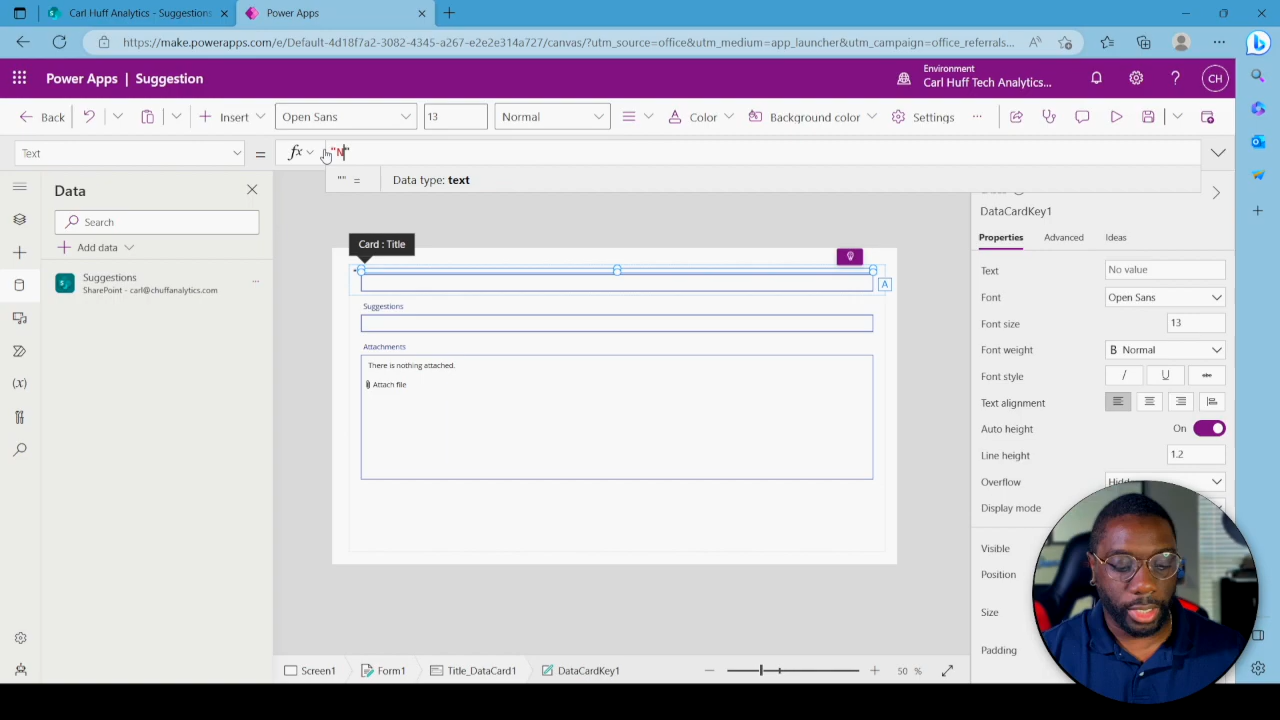 Carl Huff Analytics - Suggestions
Power Apps
https://make.powerapps.com/e/Default-4d18f7a2-3082-4345-a267-e2e2e314a727/canvas/?utm_source=office&utm_medium=app_launcher&utm_campaign=office_referrals...
Power Apps | Suggestion
Environment
Carl Huff Tech Analytics...
CH
Back
Insert
Open Sans
13
Normal
Color
Background color
Settings
Text
=
fx
"N"
"" =
Data type: text
Data
Search
Add data
Suggestions
SharePoint - carl@chuffanalytics.com
Card : Title
A
Suggestions
Attachments
There is nothing attached.
Attach file
DataCardKey1
Properties
Advanced
Ideas
Text
No value
Font
Open Sans
Font size
13
Font weight
B Normal
Font style
/ U abc
Text alignment
Auto height
On
Line height
1.2
Overflow
Display mode
Visible
Position
Size
Padding
Screen1
Form1
Title_DataCard1
DataCardKey1
50 %